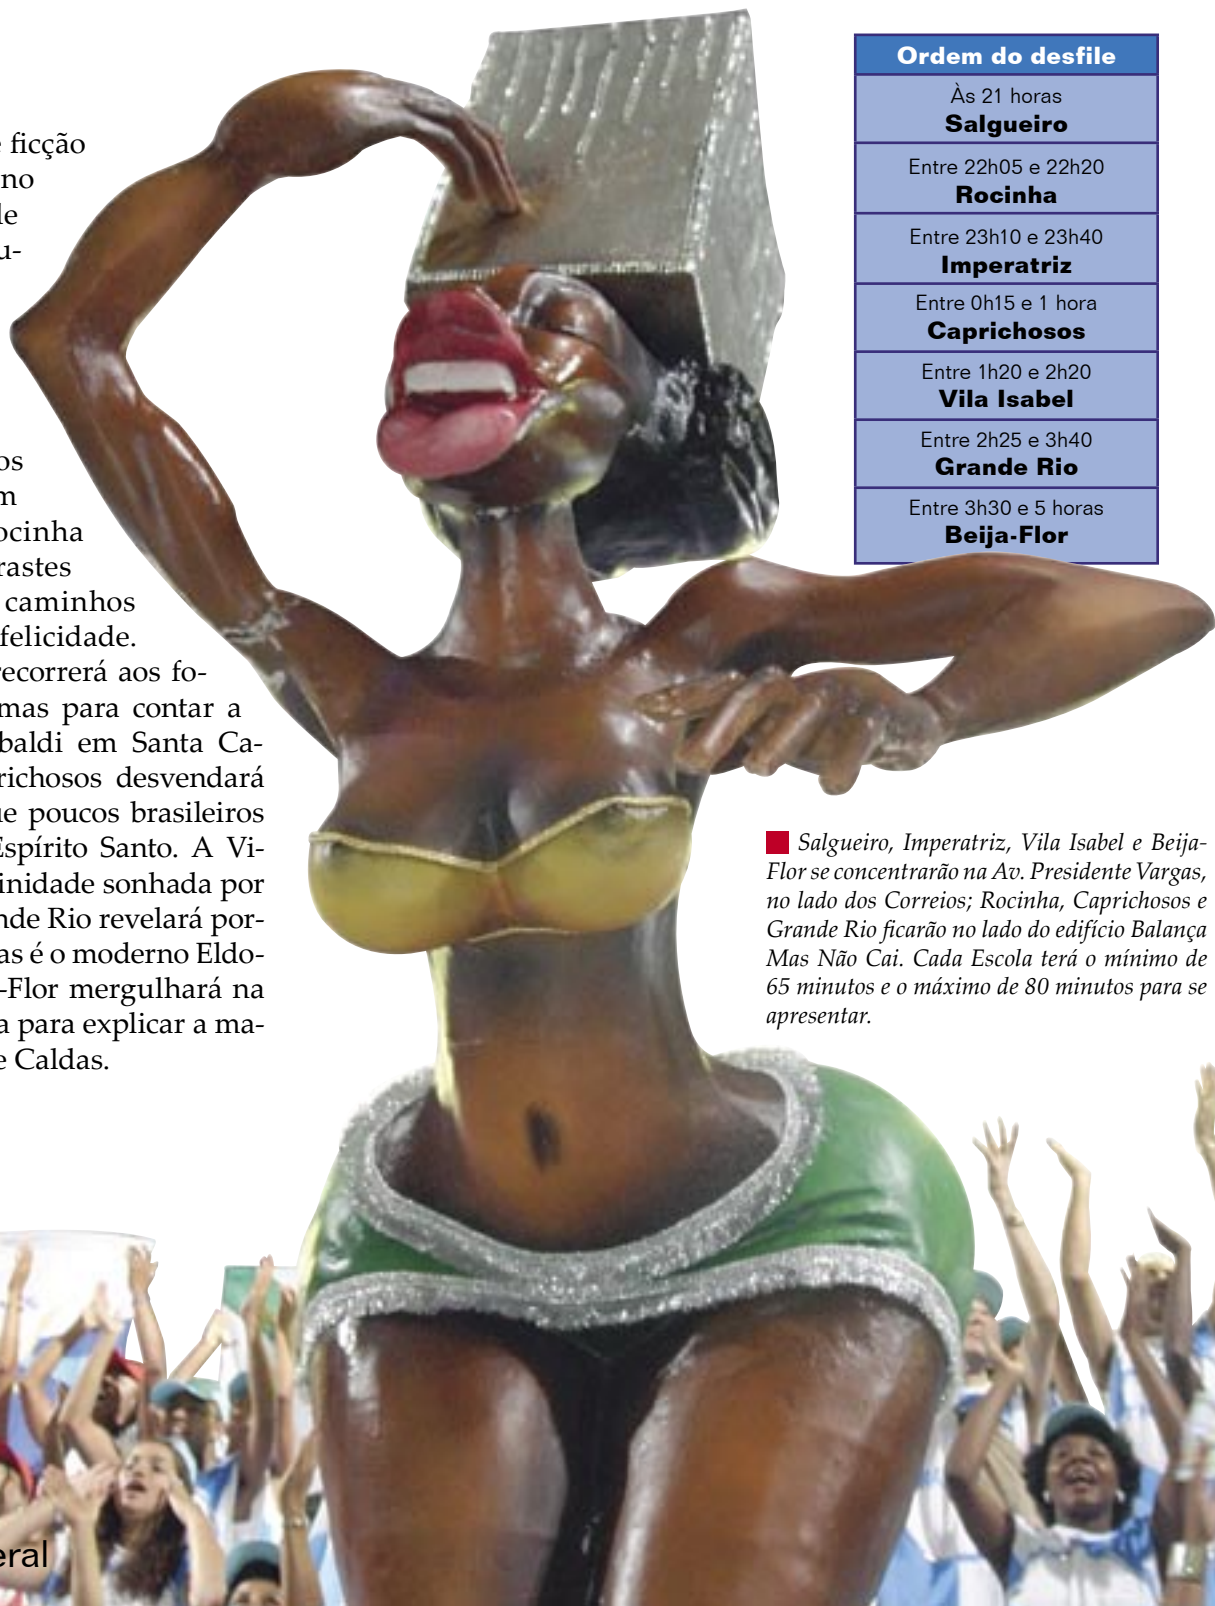 ficção
no
os
caminhos
felicidade.
recorrerá aos fo-
mas para contar a
baldi em Santa Ca-
richosos desvendará
poucos brasileiros
Espírito Santo. A Vi-
inidade sonhada por
nde Rio revelará por-
as é o moderno Eldo-
-Flor mergulhará na
a para explicar a ma-
e Caldas.
Ordem do desfile
Às 21 horas
Salgueiro
Entre 22h05 e 22h20
Rocinha
Entre 23h10 e 23h40
Imperatriz
Entre 0h15 e 1 hora
Caprichosos
Entre 1h20 e 2h20
Vila Isabel
Entre 2h25 e 3h40
Grande Rio
Entre 3h30 e 5 horas
Beija-Flor
Salgueiro, Imperatriz, Vila Isabel e Beija-
Flor se concentrarão na Av. Presidente Vargas,
no lado dos Correios; Rocinha, Caprichosos e
Grande Rio ficarão no lado do edifício Balança
Mas Não Cai. Cada Escola terá o mínimo de
65 minutos e o máximo de 80 minutos para se
apresentar.